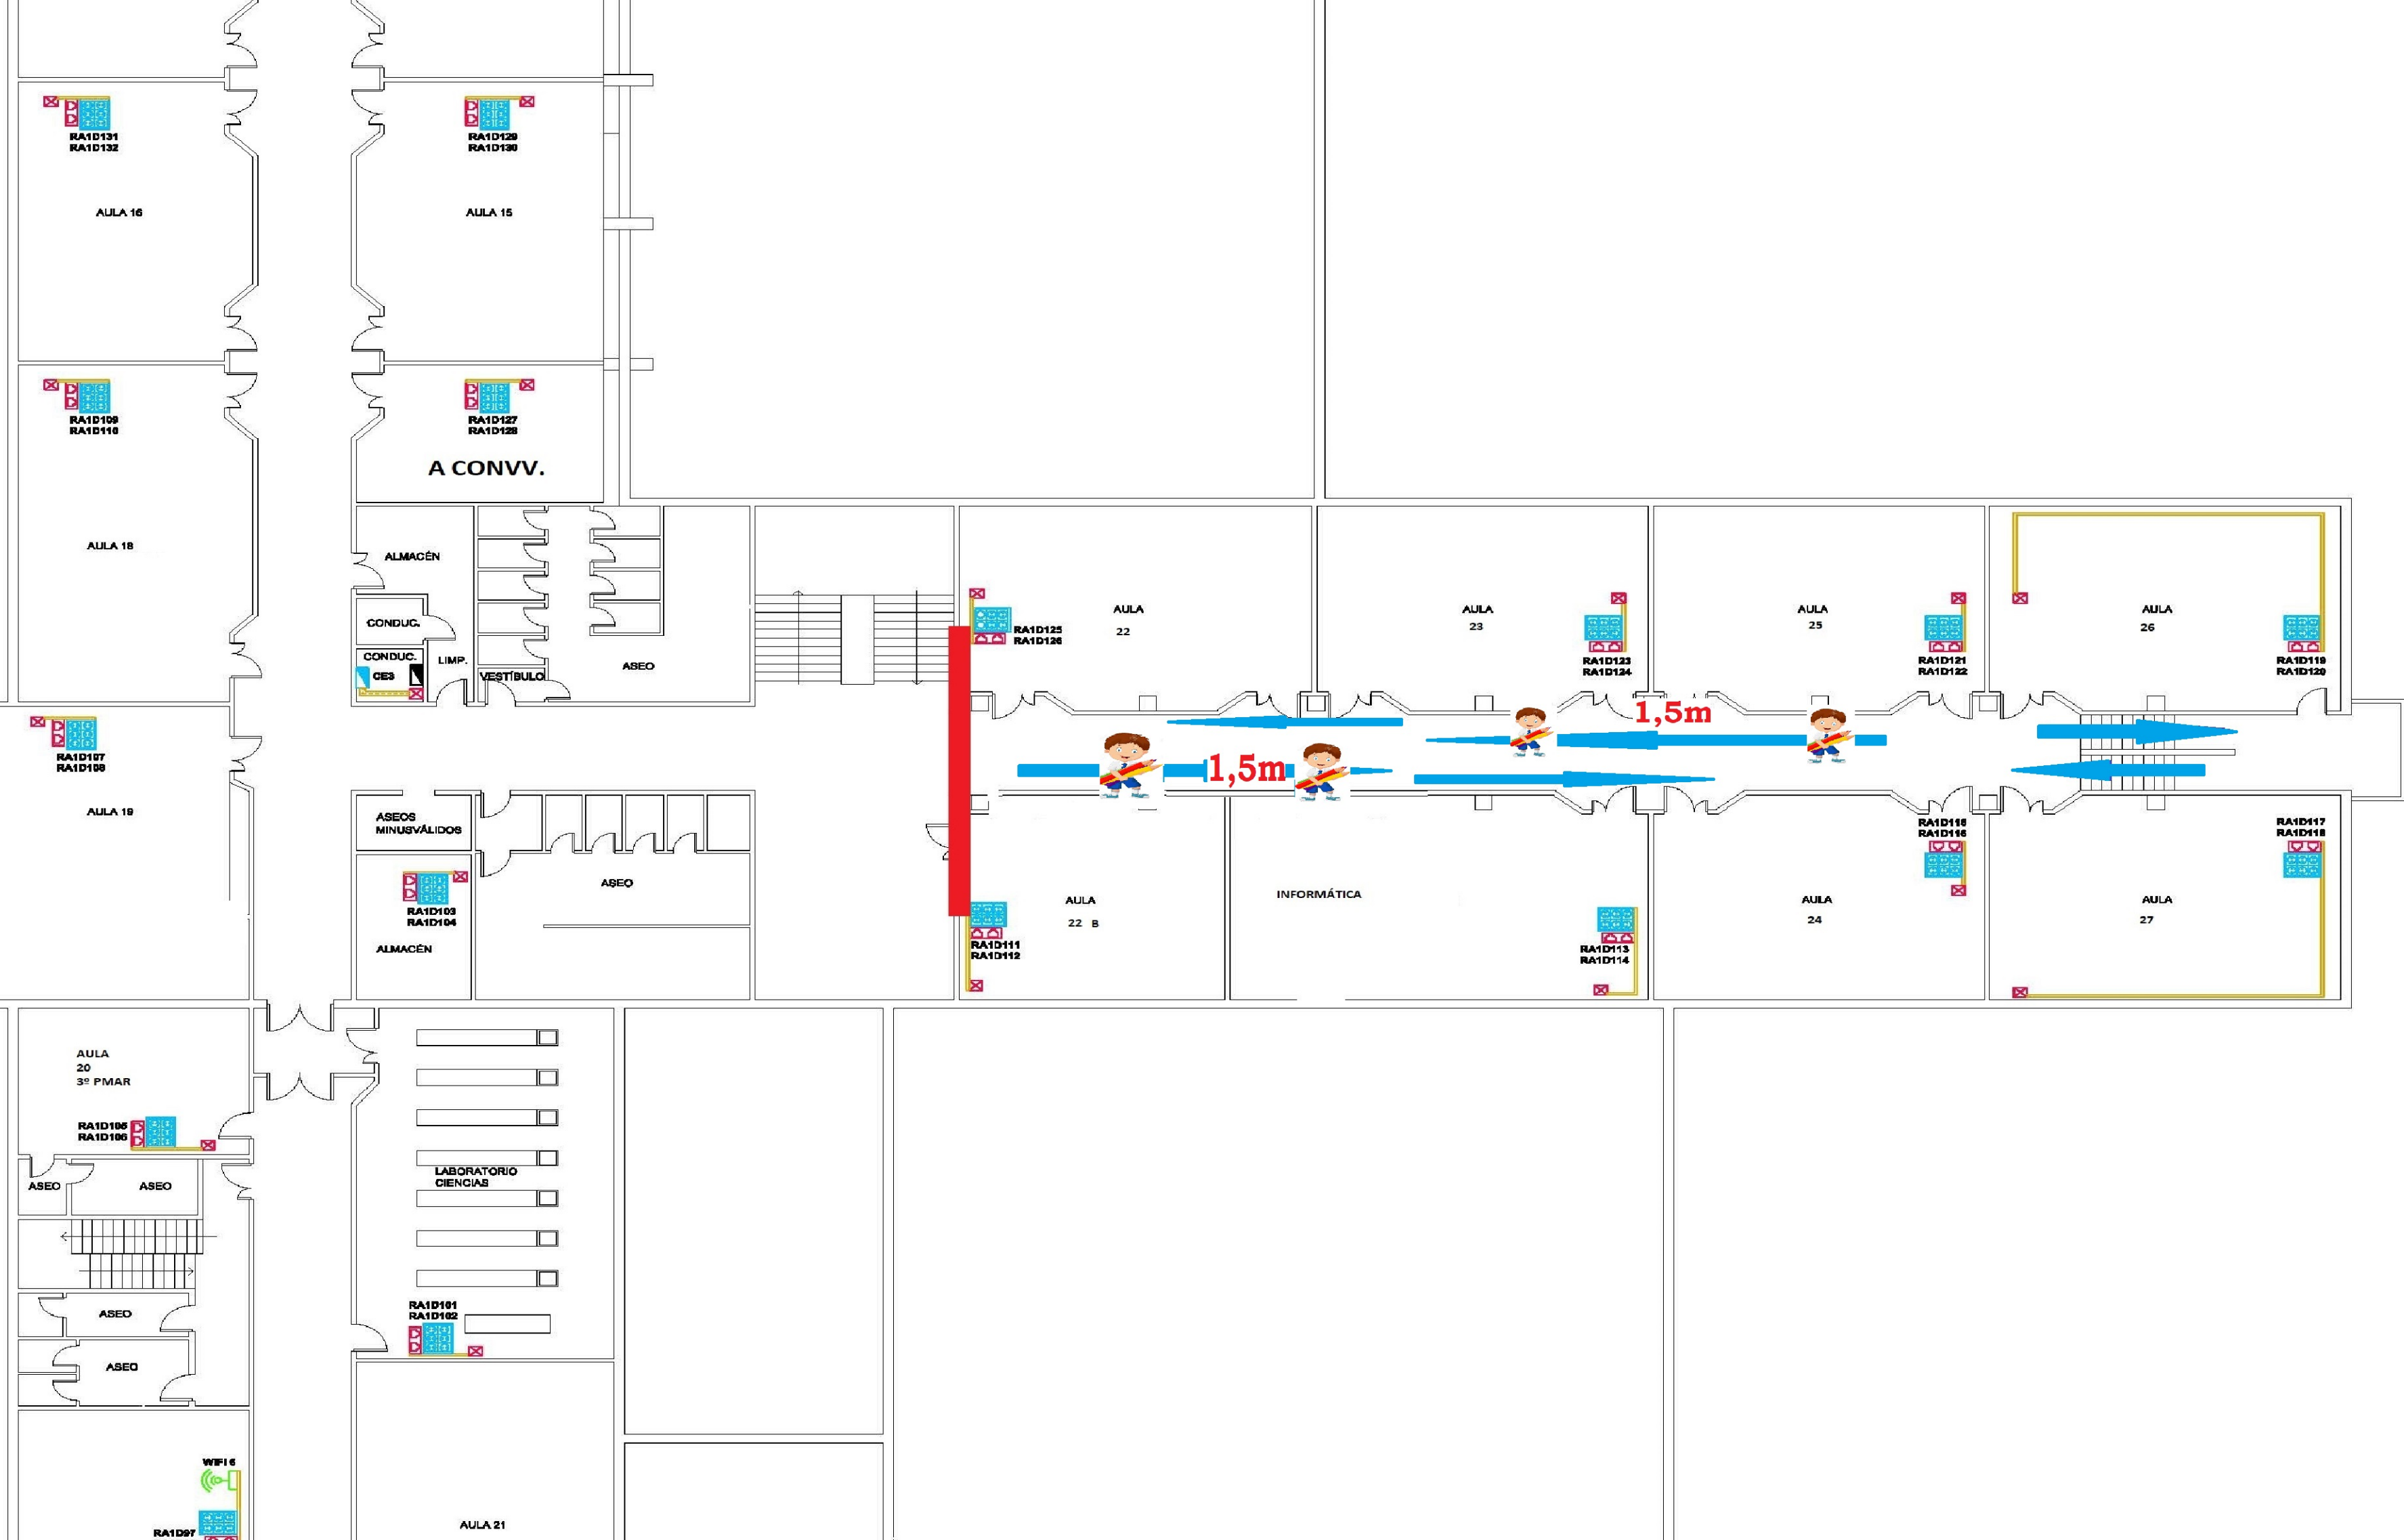 RA1D131
RA1D132
AULA 16
RA1D129
RA1D130
AULA 15
RA1D109
RA1D110
AULA 18
RA1D127
RA1D128
A CONVV.
ALMACÉN
CONDUC.
CONDUC.
CE3
LIMP.
VESTÍBULO
ASEO
RA1D107
RA1D108
AULA 19
ASEOS
MINUSVÁLIDOS
RA1D103
RA1D104
ALMACÉN
ASEO
AULA
22
RA1D125
RA1D126
AULA
23
RA1D123
RA1D124
AULA
25
RA1D121
RA1D122
AULA
26
RA1D119
RA1D120
1,5m
1,5m
AULA
22 B
RA1D111
RA1D112
INFORMÁTICA
RA1D113
RA1D114
RA1D115
RA1D116
AULA
24
RA1D117
RA1D118
AULA
27
AULA
20
3º PMAR
RA1D105
RA1D106
ASEO
ASEO
ASEO
ASEO
LABORATORIO
CIENCIAS
RA1D101
RA1D102
WIFI 6
RA1D97
AULA 21